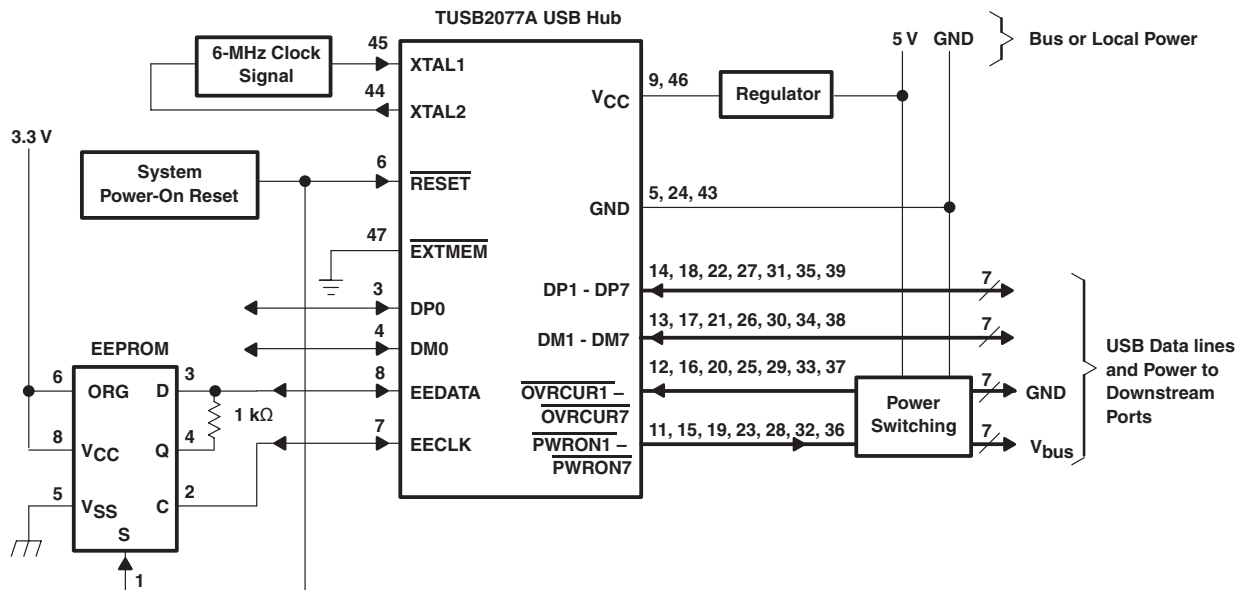 TUSB2077A USB Hub
6-MHz Clock
Signal
45
XTAL1
44
XTAL2
5 V GND
Bus or Local Power
9, 46
VCC
Regulator
3.3 V
System
Power-On Reset
6
RESET
5, 24, 43
GND
47
EXTMEM
14, 18, 22, 27, 31, 35, 39
7
DP1 - DP7
3
DP0
13, 17, 21, 26, 30, 34, 38
7
DM1 - DM7
4
DM0
USB Data lines
and Power to
Downstream
Ports
EEPROM
6
ORG
D
3
8
EEDATA
12, 16, 20, 25, 29, 33, 37
OVRCUR1 –
OVRCUR7
Power
Switching
7
GND
1 kΩ
8
VCC
Q
4
7
EECLK
11, 15, 19, 23, 28, 32, 36
PWRON1 –
PWRON7
7
Vbus
5
VSS
C
2
S
1